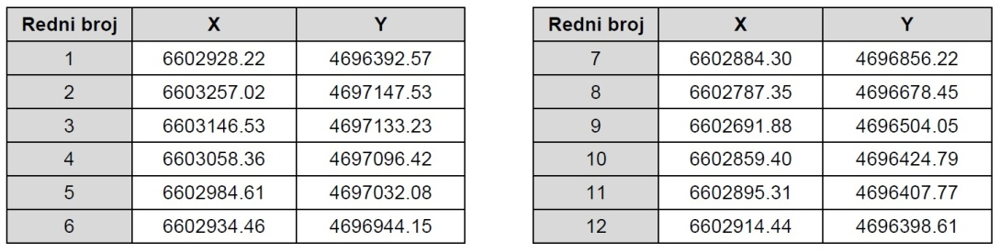 Redni broj X Y
1 6602928.22 4696392.57
2 6603257.02 4697147.53
3 6603146.53 4697133.23
4 6603058.36 4697096.42
5 6602984.61 4697032.08
6 6602934.46 4696944.15
Redni broj X Y
7 6602884.30 4696856.22
8 6602787.35 4696678.45
9 6602691.88 4696504.05
10 6602859.40 4696424.79
11 6602895.31 4696407.77
12 6602914.44 4696398.61